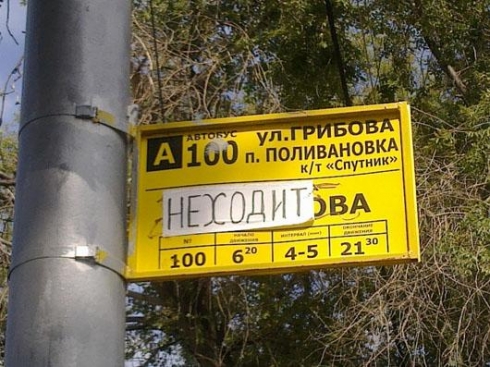 А АВТОБУС 100 ул.ГРИБОВА
п. ПОЛИВАНОВКА
к/т «Спутник»
НЕХОДИТ ОВА
№ НАЧАЛО ДВИЖЕНИЯ ИНТЕРВАЛ (мин) ОКОНЧАНИЕ ДВИЖЕНИЯ
100 6 20 4-5 21 30